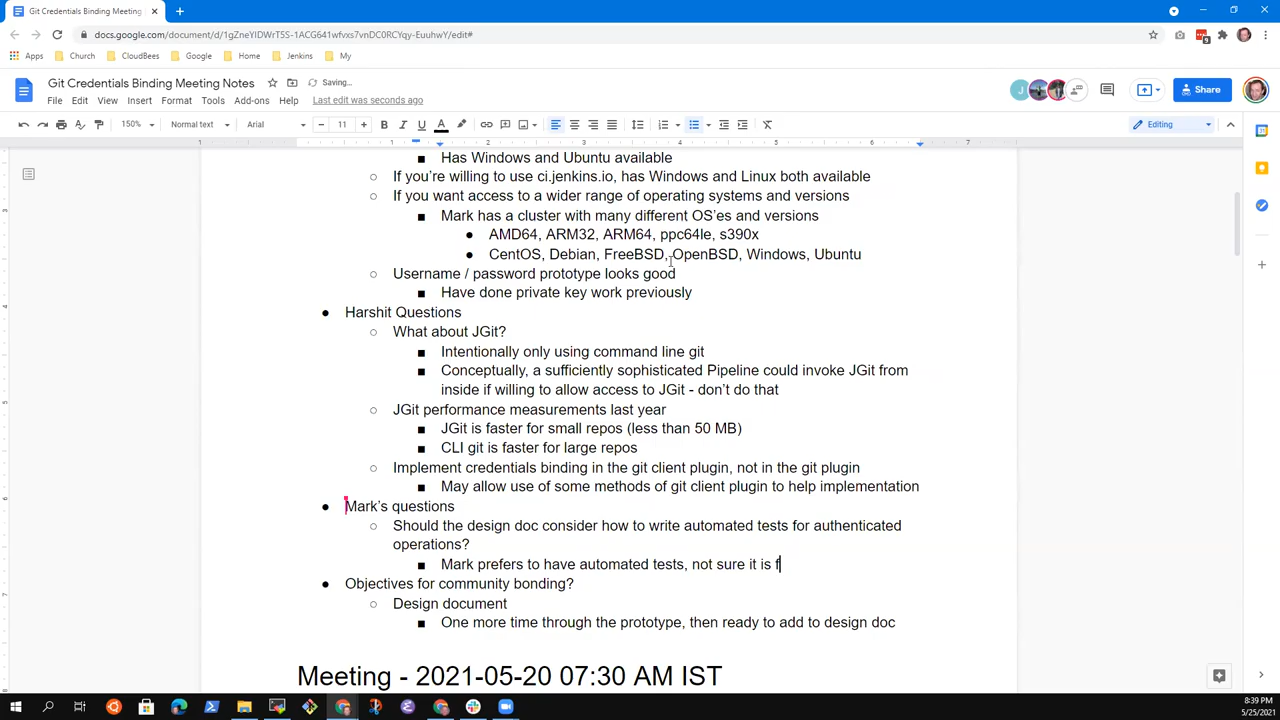 Git Credentials Binding Meeting
docs.google.com/document/d/1gZneYIDWrTSS-1ACG641wfvxs7vnDC0RCYqy-EuuhwY/edit#
Apps Church CloudBees Google Home Jenkins My
Git Credentials Binding Meeting Notes Saving...
File Edit View Insert Format Tools Add-ons Help Last edit was seconds ago
J
Share
150% Normal text Arial 11 Editing
1 1 2 3 4 5 6 7
Has Windows and Ubuntu available
If you're willing to use ci.jenkins.io, has Windows and Linux both available
If you want access to a wider range of operating systems and versions
Mark has a cluster with many different OS'es and versions
AMD64, ARM32, ARM64, ppc64le, s390x
CentOS, Debian, FreeBSD, OpenBSD, Windows, Ubuntu
Username / password prototype looks good
Have done private key work previously
Harshit Questions
What about JGit?
Intentionally only using command line git
Conceptually, a sufficiently sophisticated Pipeline could invoke JGit from
inside if willing to allow access to JGit - don't do that
JGit performance measurements last year
JGit is faster for small repos (less than 50 MB)
CLI git is faster for large repos
Implement credentials binding in the git client plugin, not in the git plugin
May allow use of some methods of git client plugin to help implementation
Mark's questions
Should the design doc consider how to write automated tests for authenticated
operations?
Mark prefers to have automated tests, not sure it is f
Objectives for community bonding?
Design document
One more time through the prototype, then ready to add to design doc
Meeting - 2021-05-20 07:30 AM IST
8:39 PM
5/25/2021